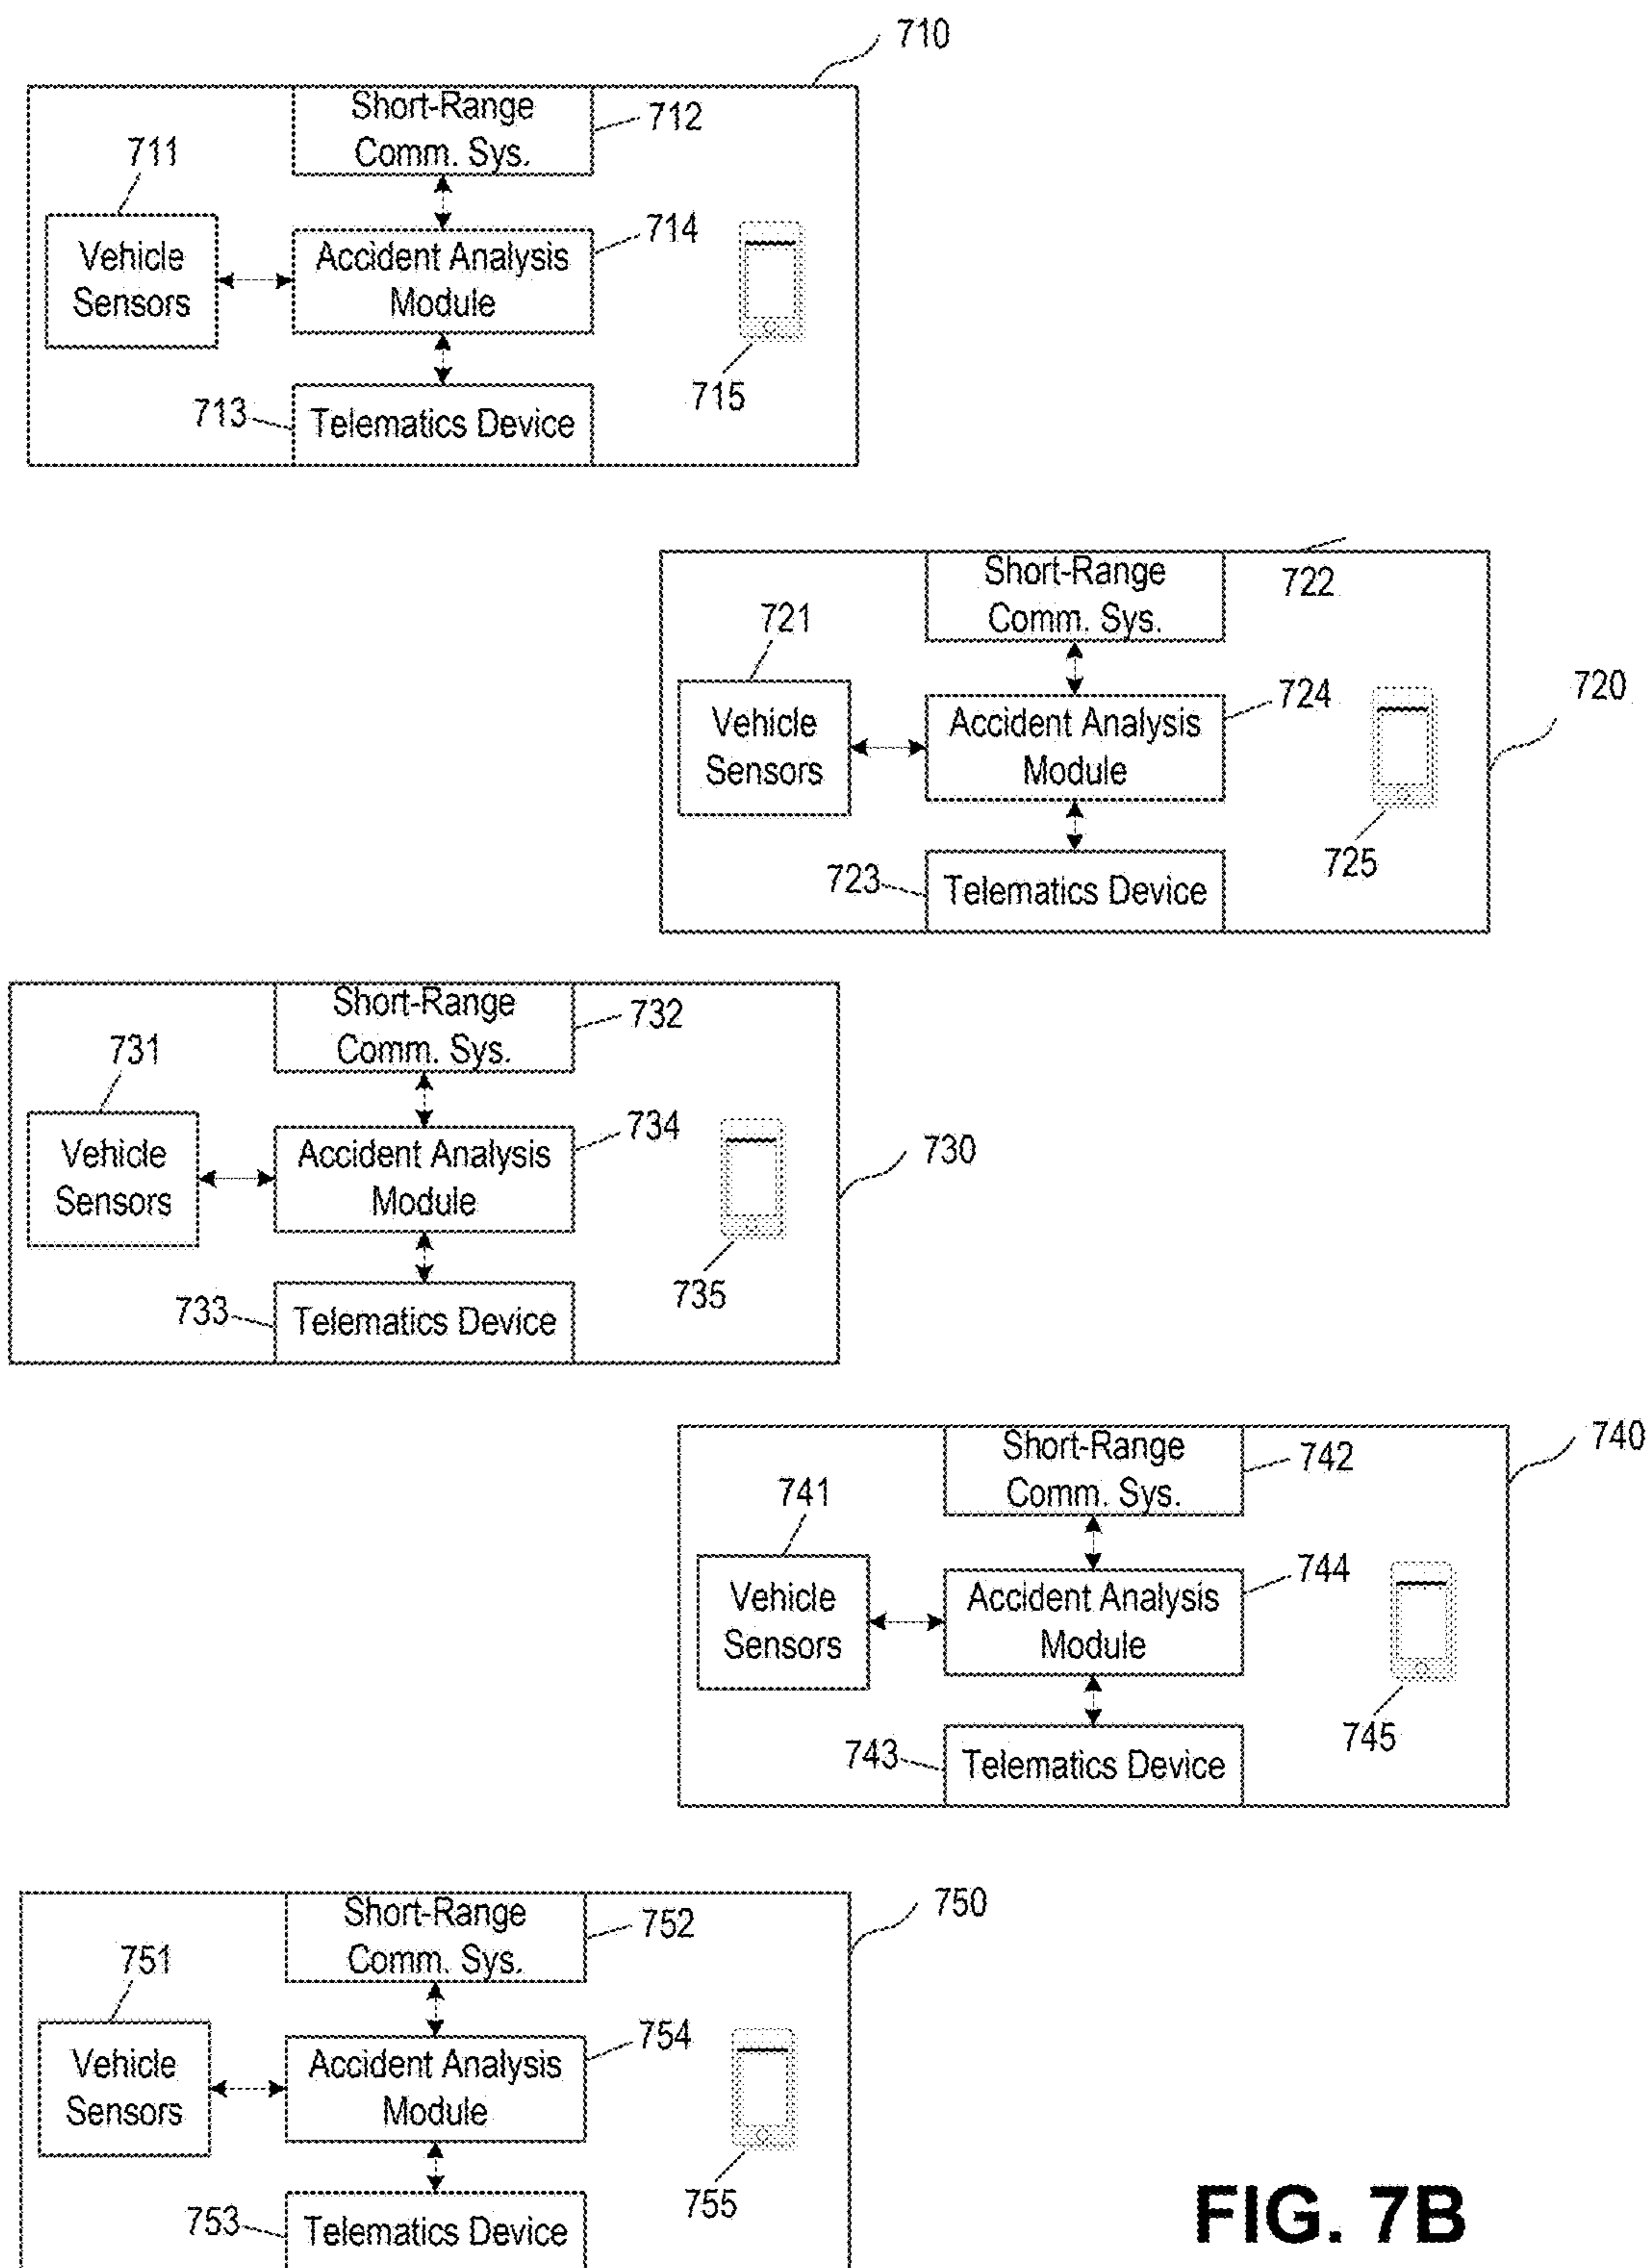 710
Short-Range
Comm. Sys.
712
711
Vehicle
Sensors
Accident Analysis
Module
714
715
713
Telematics Device
Short-Range
Comm. Sys.
722
721
Vehicle
Sensors
Accident Analysis
Module
724
720
725
723
Telematics Device
Short-Range
Comm. Sys.
732
731
Vehicle
Sensors
Accident Analysis
Module
734
730
735
733
Telematics Device
740
Short-Range
Comm. Sys.
742
741
Vehicle
Sensors
Accident Analysis
Module
744
745
743
Telematics Device
750
Short-Range
Comm. Sys.
752
751
Vehicle
Sensors
Accident Analysis
Module
754
755
753
Telematics Device
FIG. 7B